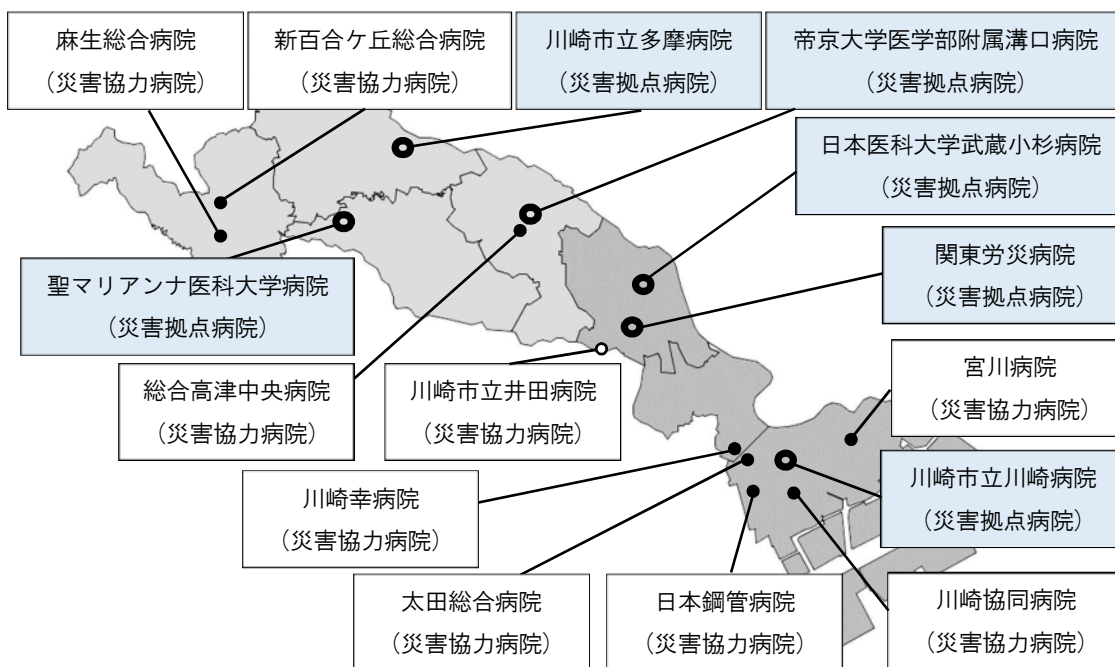 麻生総合病院
(災害協力病院)
新百合ケ丘総合病院
(災害協力病院)
川崎市立多摩病院
(災害拠点病院)
帝京大学医学部附属溝口病院
(災害拠点病院)
日本医科大学武蔵小杉病院
(災害拠点病院)
聖マリアンナ医科大学病院
(災害拠点病院)
関東労災病院
(災害拠点病院)
総合高津中央病院
(災害協力病院)
川崎市立井田病院
(災害協力病院)
宮川病院
(災害協力病院)
川崎幸病院
(災害協力病院)
川崎市立川崎病院
(災害拠点病院)
太田総合病院
(災害協力病院)
日本鋼管病院
(災害協力病院)
川崎協同病院
(災害協力病院)